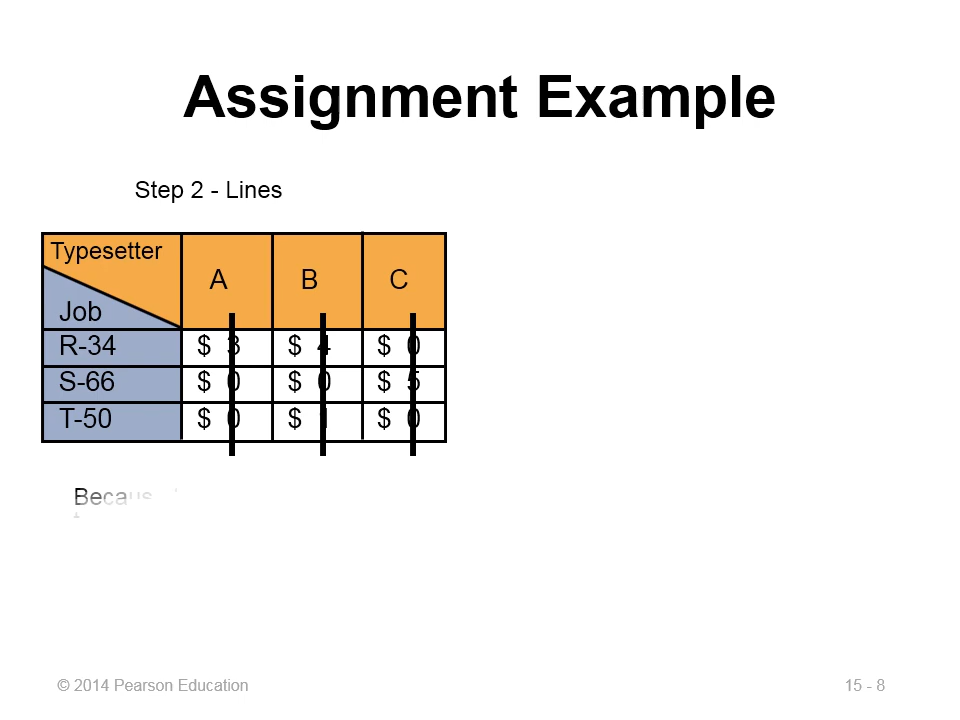 Assignment Example
Step 2 - Lines
Typesetter
Job
A B C
R-34 $ 3 $ 4 $ 0
S-66 $ 0 $ 0 $ 5
T-50 $ 0 $ 1 $ 0
© 2014 Pearson Education 15 - 8